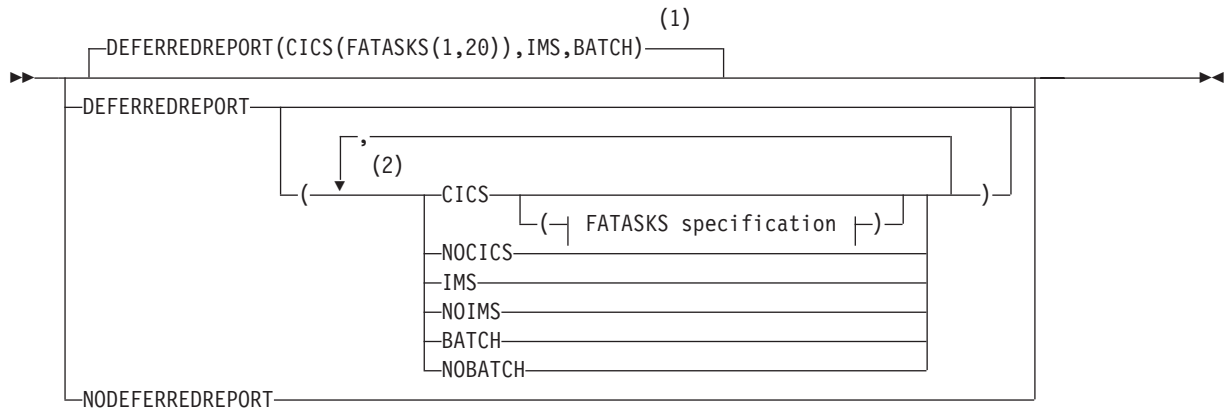 (1)
DEFERREDREPORT(CICS(FATASKS(1,20)),IMS,BATCH)
DEFERREDREPORT
,
(2)
(
CICS
)
( FATASKS specification )
NOCICS
IMS
NOIMS
BATCH
NOBATCH
NODEFERREDREPORT